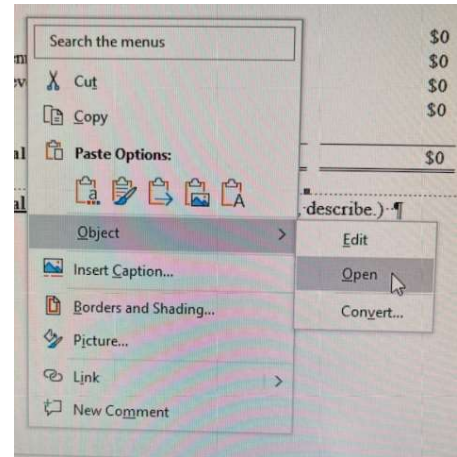 Search the menus
$0
$0
Cut
$0
Copy
$0
Paste Options:
$0
, describe.) ¶
Object
Edit
Open
Insert Caption...
Convert...
Borders and Shading...
Picture...
Link
New Comment